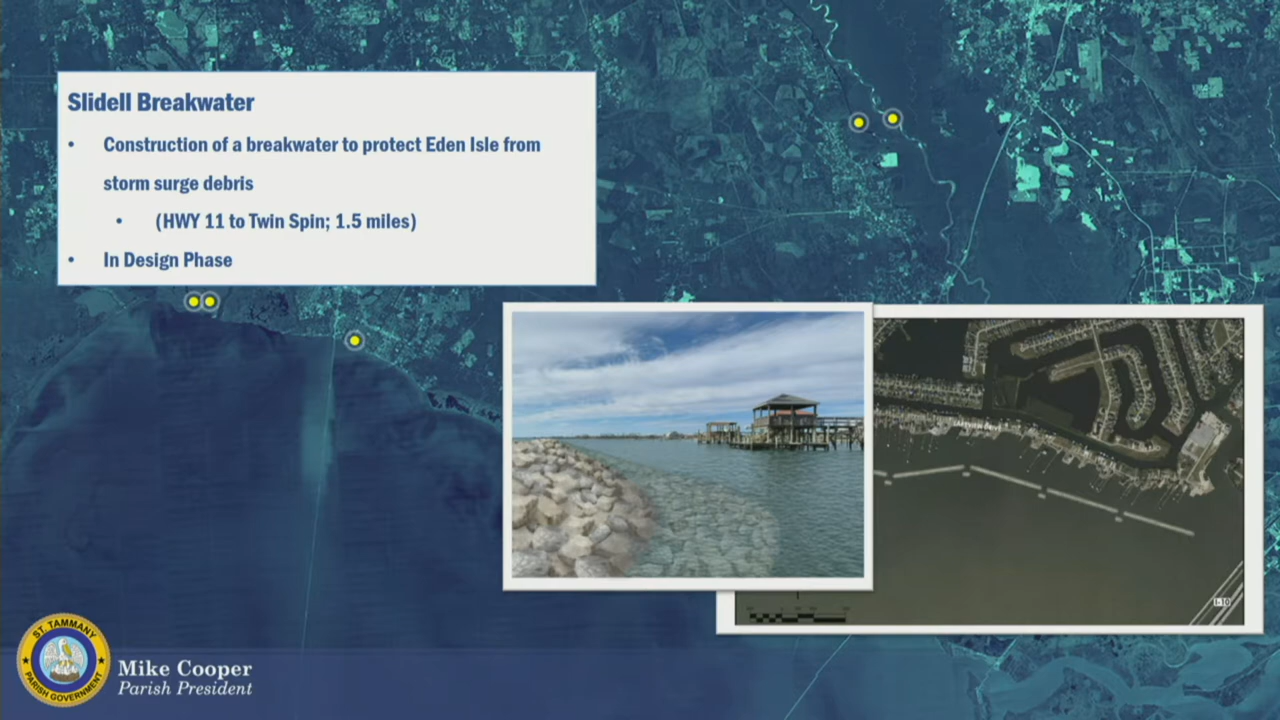 Slidell Breakwater
• Construction of a breakwater to protect Eden Isle from
storm surge debris
• (HWY 11 to Twin Spin; 1.5 miles)
• In Design Phase
I-10
ST. TAMMANY
PARISH GOVERNMENT
Mike Cooper
Parish President